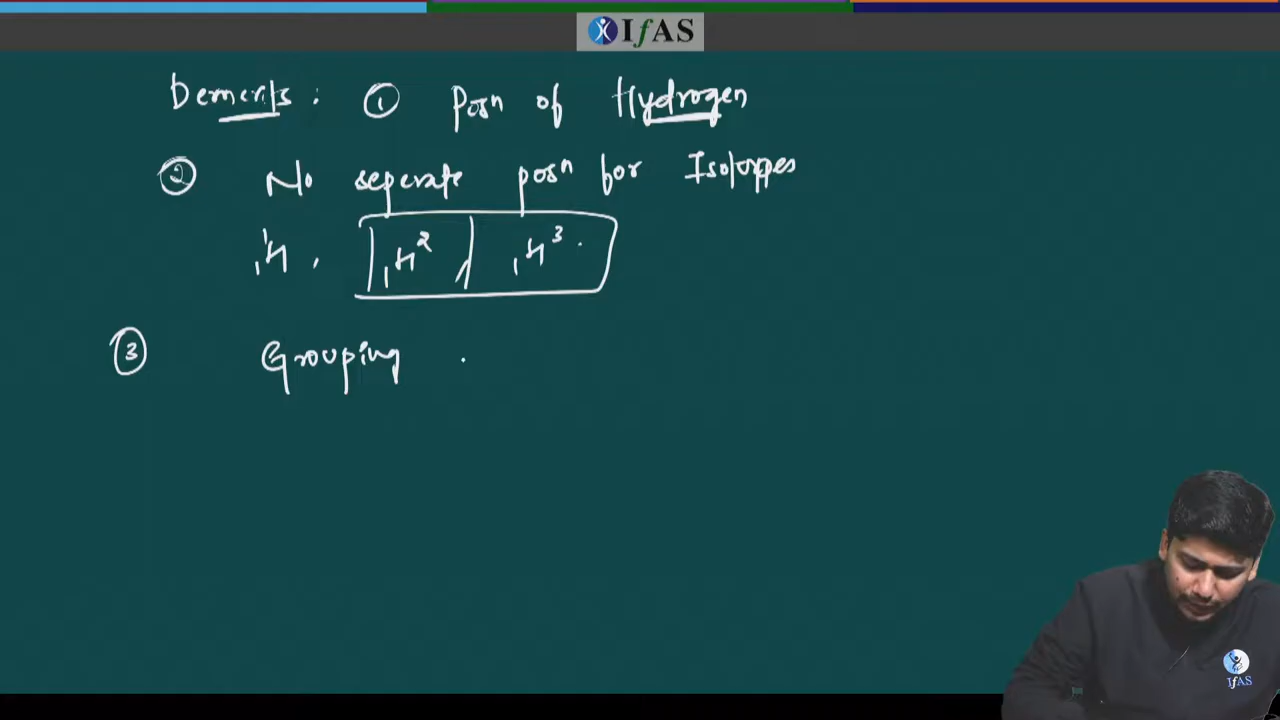 IfAS
Demerits : ① Posn of Hydrogen
② No seperate posn for Isotopes
₁H¹ , | ₁H² , | ₁H³ .
③ Grouping .
IfAS